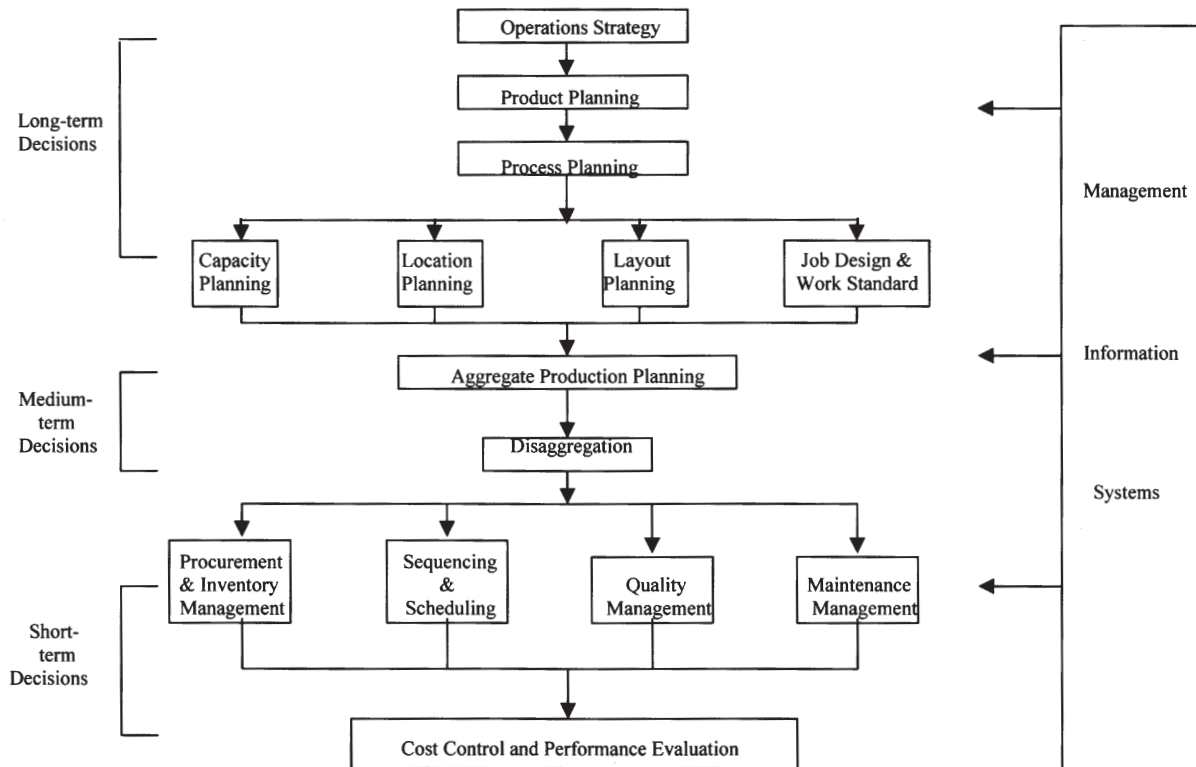 Operations Strategy
Product Planning
Long-term
Decisions
Process Planning
Management
Capacity
Planning
Location
Planning
Layout
Planning
Job Design &
Work Standard
Information
Aggregate Production Planning
Medium-
term
Decisions
Disaggregation
Systems
Procurement
& Inventory
Management
Sequencing
&
Scheduling
Quality
Management
Maintenance
Management
Short-
term
Decisions
Cost Control and Performance Evaluation